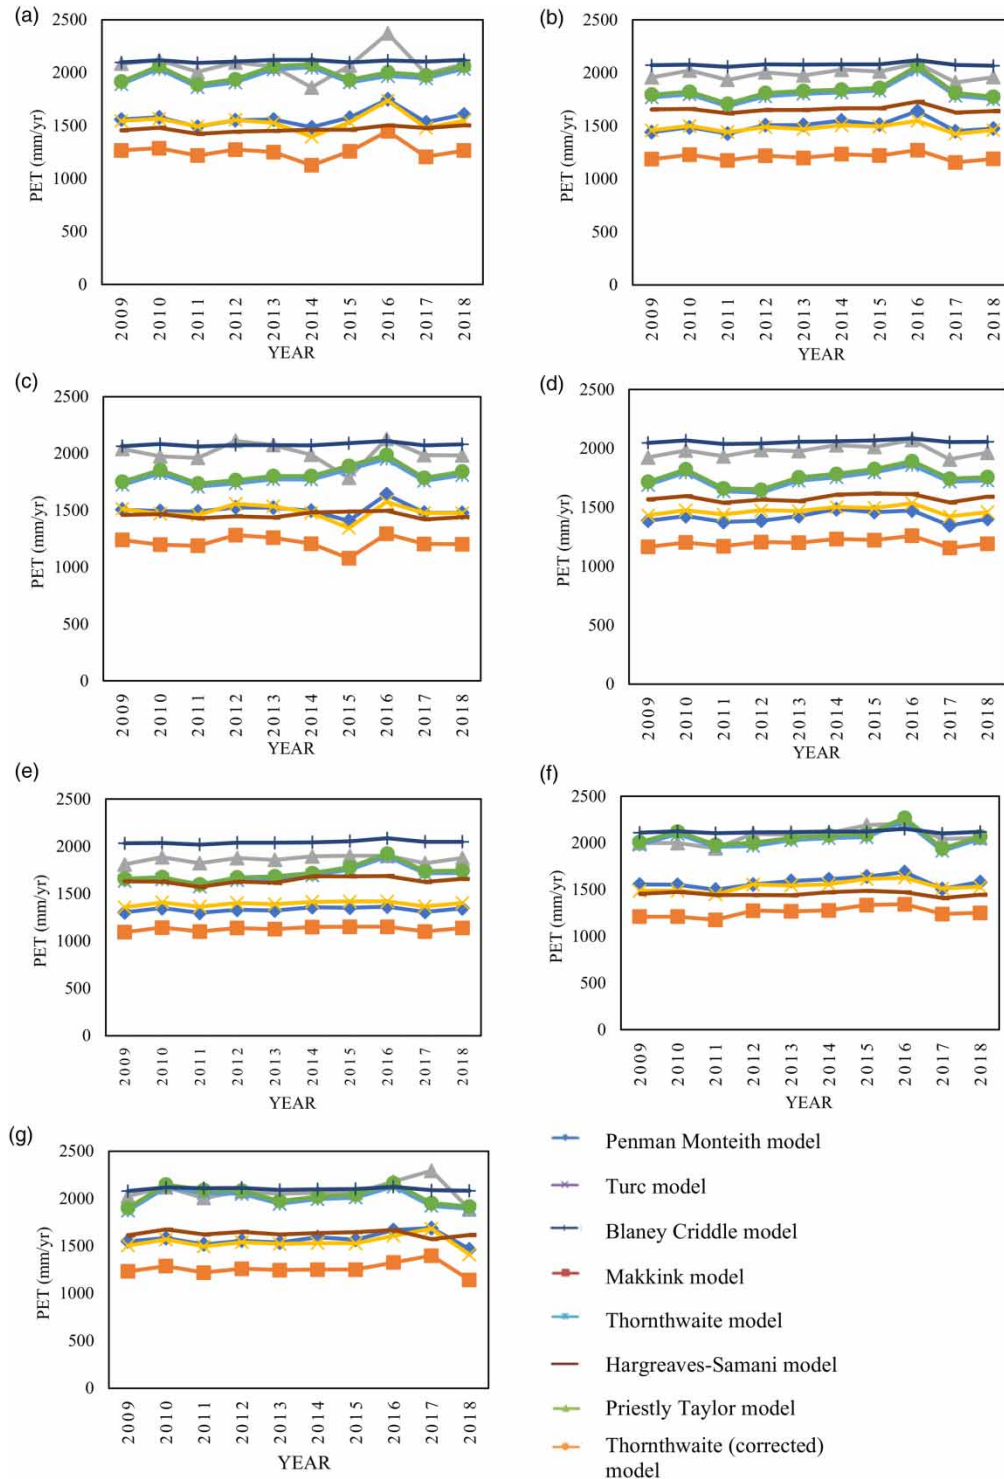 (a)
2500
2000
1500
1000
500
0
PET (mm/yr)
2009 2010 2011 2012 2013 2014 2015 2016 2017 2018
YEAR
(b)
2500
2000
1500
1000
500
0
PET (mm/yr)
2009 2010 2011 2012 2013 2014 2015 2016 2017 2018
YEAR
(c)
2500
2000
1500
1000
500
0
PET (mm/yr)
2009 2010 2011 2012 2013 2014 2015 2016 2017 2018
YEAR
(d)
2500
2000
1500
1000
500
0
PET (mm/yr)
2009 2010 2011 2012 2013 2014 2015 2016 2017 2018
YEAR
(e)
2500
2000
1500
1000
500
0
PET (mm/yr)
2009 2010 2011 2012 2013 2014 2015 2016 2017 2018
YEAR
(f)
2500
2000
1500
1000
500
0
PET (mm/yr)
2009 2010 2011 2012 2013 2014 2015 2016 2017 2018
YEAR
(g)
2500
2000
1500
1000
500
0
PET (mm/yr)
2009 2010 2011 2012 2013 2014 2015 2016 2017 2018
YEAR
Penman Monteith model
Turc model
Blaney Criddle model
Makkink model
Thornthwaite model
Hargreaves-Samani model
Priestly Taylor model
Thornthwaite (corrected)
model